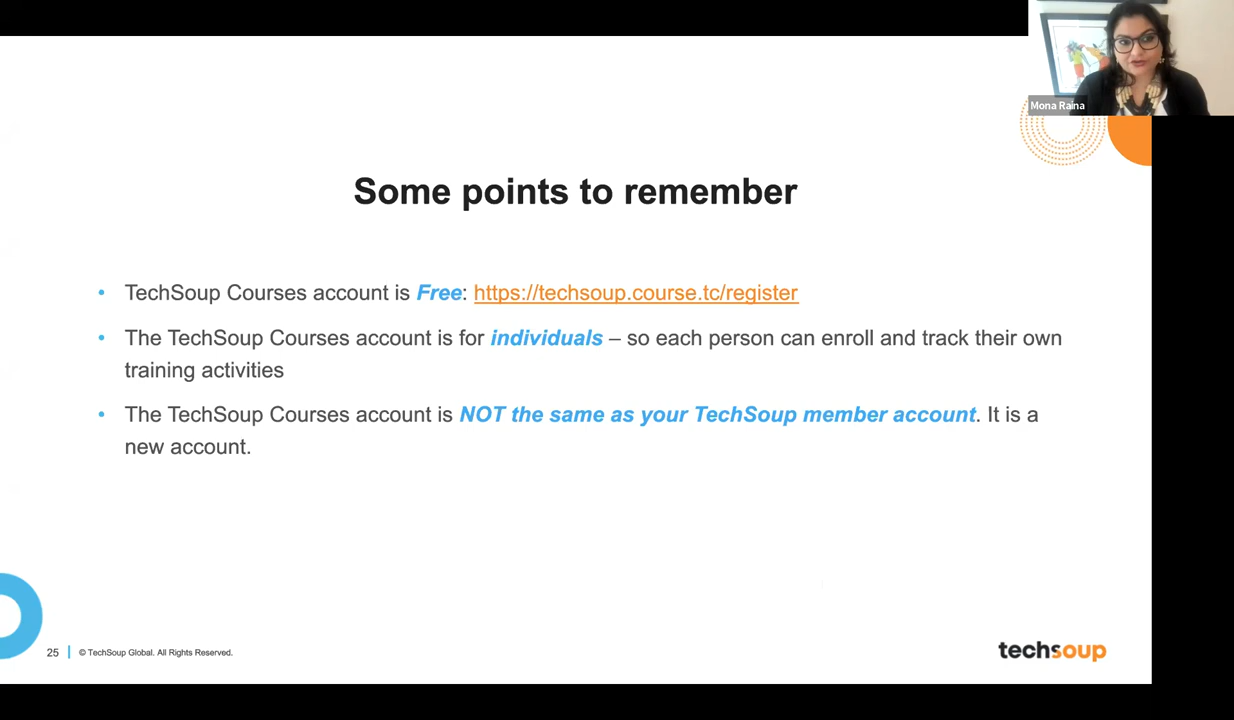 Mona Raina
Some points to remember
• TechSoup Courses account is Free: https://techsoup.course.tc/register
• The TechSoup Courses account is for individuals – so each person can enroll and track their own
training activities
• The TechSoup Courses account is NOT the same as your TechSoup member account. It is a
new account.
25 | © TechSoup Global. All Rights Reserved.
techsoup